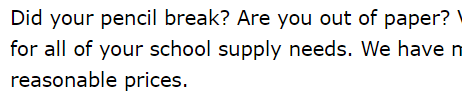 Did your pencil break? Are you out of paper?
for all of your school supply needs. We have
reasonable prices.